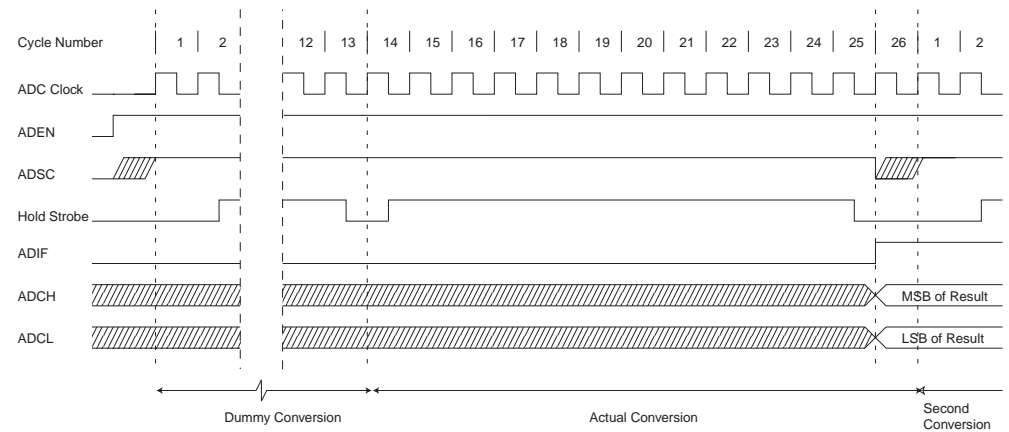 Cycle Number 1 2 12 13 14 15 16 17 18 19 20 21 22 23 24 25 26 1 2
ADC Clock
ADEN
ADSC
Hold Strobe
ADIF
ADCH MSB of Result
ADCL LSB of Result
Dummy Conversion Actual Conversion Second
Conversion